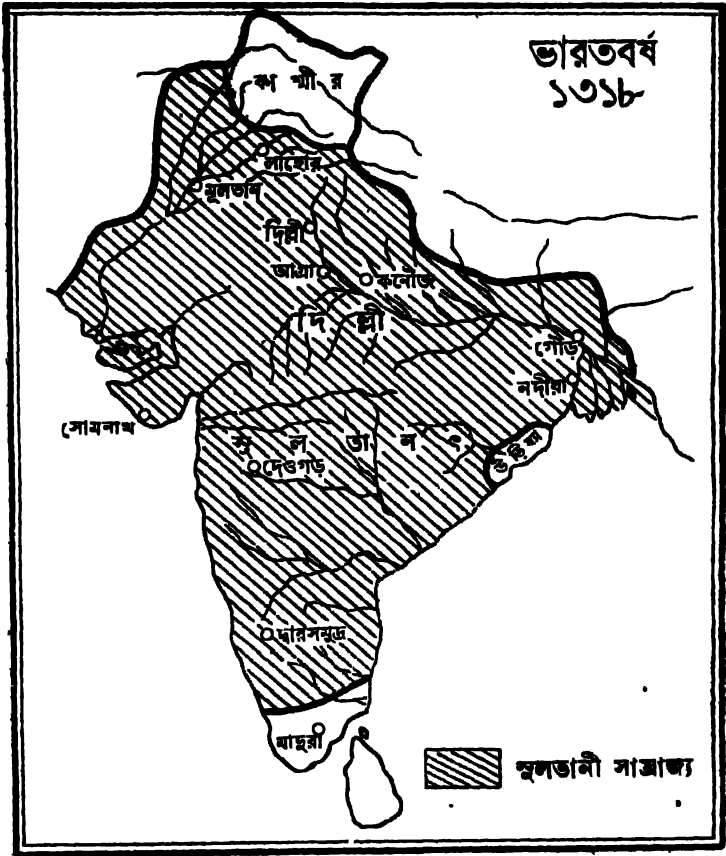 ভারতবর্ষ
১৩১৮
কাশ্মীর
লাহোর
মুলতান
দিল্লী
আগ্রা
কনৌজ
দিল্লী
গৌড়
নদীয়া
সোমনাথ
সুলতানৎ
উড়িষ্যা
দেওগড়
দ্বারসমুদ্র
মাদুরা
সুলতানী সাম্রাজ্য